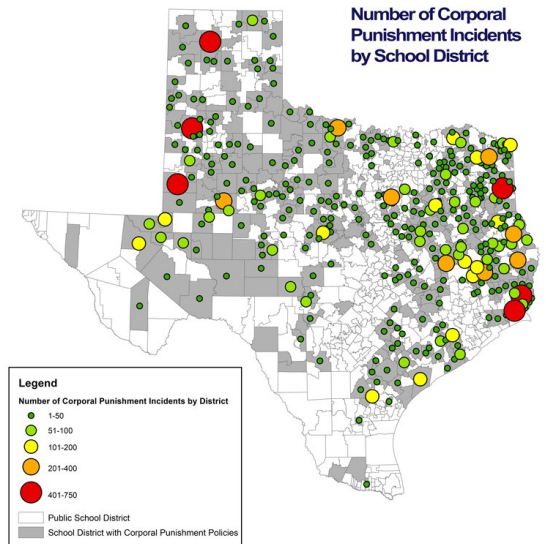 Number of Corporal
Punishment Incidents
by School District
Legend
Number of Corporal Punishment Incidents by District
1-50
51-100
101-200
201-400
401-750
Public School District
School District with Corporal Punishment Policies